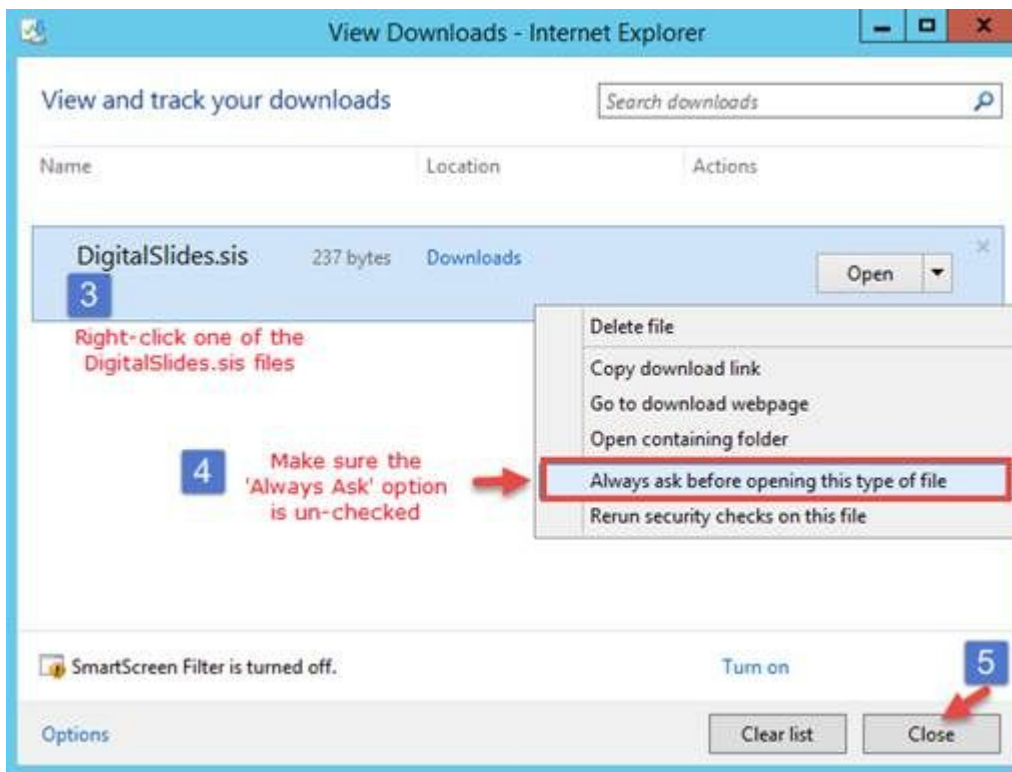 View Downloads - Internet Explorer
View and track your downloads
Search downloads
Name Location Actions
DigitalSlides.sis 237 bytes Downloads Open
3
Right-click one of the
DigitalSlides.sis files
Delete file
Copy download link
Go to download webpage
Open containing folder
Always ask before opening this type of file
Rerun security checks on this file
4
Make sure the
'Always Ask' option
is un-checked
SmartScreen Filter is turned off. Turn on
5
Options Clear list Close